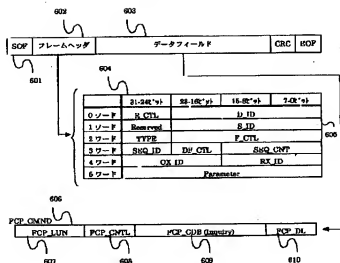 602
603
SOF フレームヘッダ データフィールド CRC EOF
601
604
31-24ビット 23-16ビット 15-8ビット 7-0ビット
0ワード R_CTL D_ID
605
1ワード Reserved S_ID
2ワード TYPE F_CTL
3ワード SEQ_ID DF_CTL SEQ_CNT
4ワード OX_ID RX_ID
5ワード Parameter
606
FCP_CMND
FCP_LUN FCP_CNTL FCP_CDB (Inquiry) FCP_DL
607 608 609 610